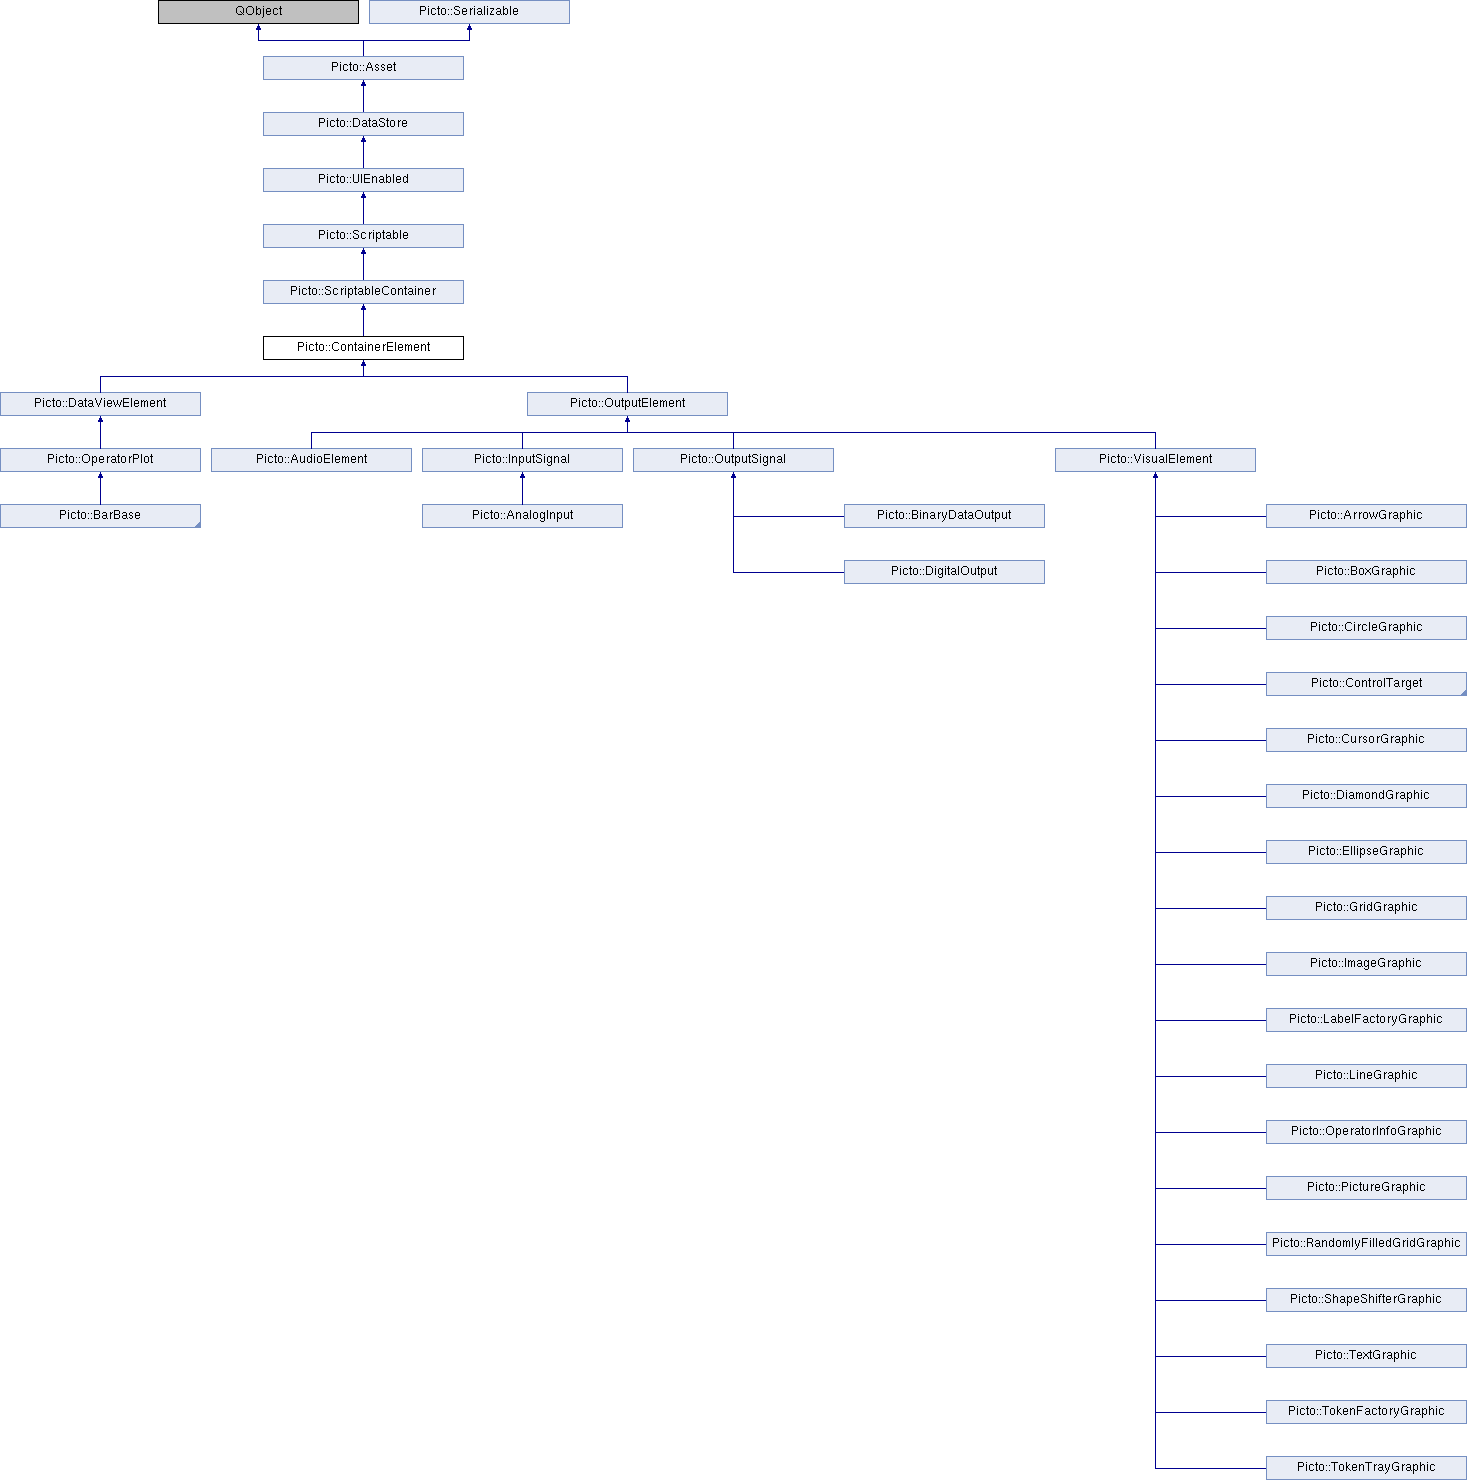 QObject
Picto::Serializable
Picto::Asset
Picto::DataStore
Picto::UIEnabled
Picto::Scriptable
Picto::ScriptableContainer
Picto::ContainerElement
Picto::DataViewElement
Picto::OutputElement
Picto::OperatorPlot
Picto::AudioElement
Picto::InputSignal
Picto::OutputSignal
Picto::VisualElement
Picto::BarBase
Picto::AnalogInput
Picto::BinaryDataOutput
Picto::ArrowGraphic
Picto::DigitalOutput
Picto::BoxGraphic
Picto::CircleGraphic
Picto::ControlTarget
Picto::CursorGraphic
Picto::DiamondGraphic
Picto::EllipseGraphic
Picto::GridGraphic
Picto::ImageGraphic
Picto::LabelFactoryGraphic
Picto::LineGraphic
Picto::OperatorInfoGraphic
Picto::PictureGraphic
Picto::RandomlyFilledGridGraphic
Picto::ShapeShifterGraphic
Picto::TextGraphic
Picto::TokenFactoryGraphic
Picto::TokenTrayGraphic